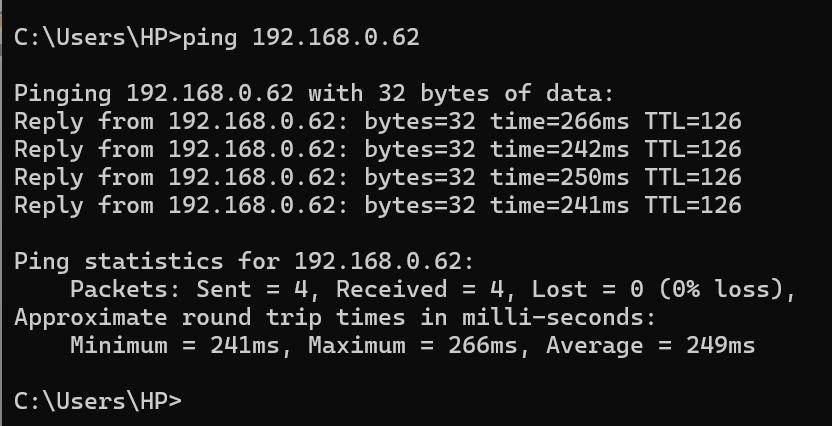 C:\Users\HP>ping 192.168.0.62
Pinging 192.168.0.62 with 32 bytes of data:
Reply from 192.168.0.62: bytes=32 time=266ms TTL=126
Reply from 192.168.0.62: bytes=32 time=242ms TTL=126
Reply from 192.168.0.62: bytes=32 time=250ms TTL=126
Reply from 192.168.0.62: bytes=32 time=241ms TTL=126
Ping statistics for 192.168.0.62:
    Packets: Sent = 4, Received = 4, Lost = 0 (0% loss),
Approximate round trip times in milli-seconds:
    Minimum = 241ms, Maximum = 266ms, Average = 249ms
C:\Users\HP>